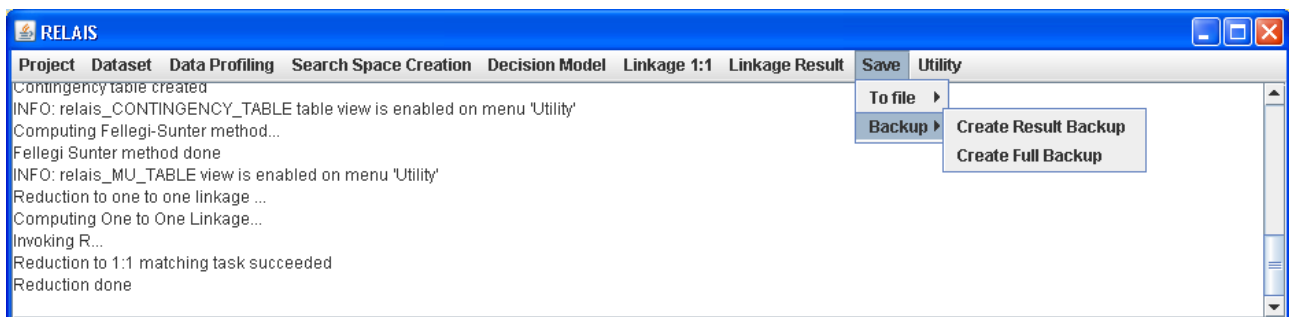 RELAIS
Project Dataset Data Profiling Search Space Creation Decision Model Linkage 1:1 Linkage Result Save Utility
Contingency table created
INFO: relais_CONTINGENCY_TABLE table view is enabled on menu 'Utility'
Computing Fellegi-Sunter method...
Fellegi Sunter method done
INFO: relais_MU_TABLE view is enabled on menu 'Utility'
Reduction to one to one linkage ...
Computing One to One Linkage...
Invoking R...
Reduction to 1:1 matching task succeeded
Reduction done
To file
Backup
Create Result Backup
Create Full Backup